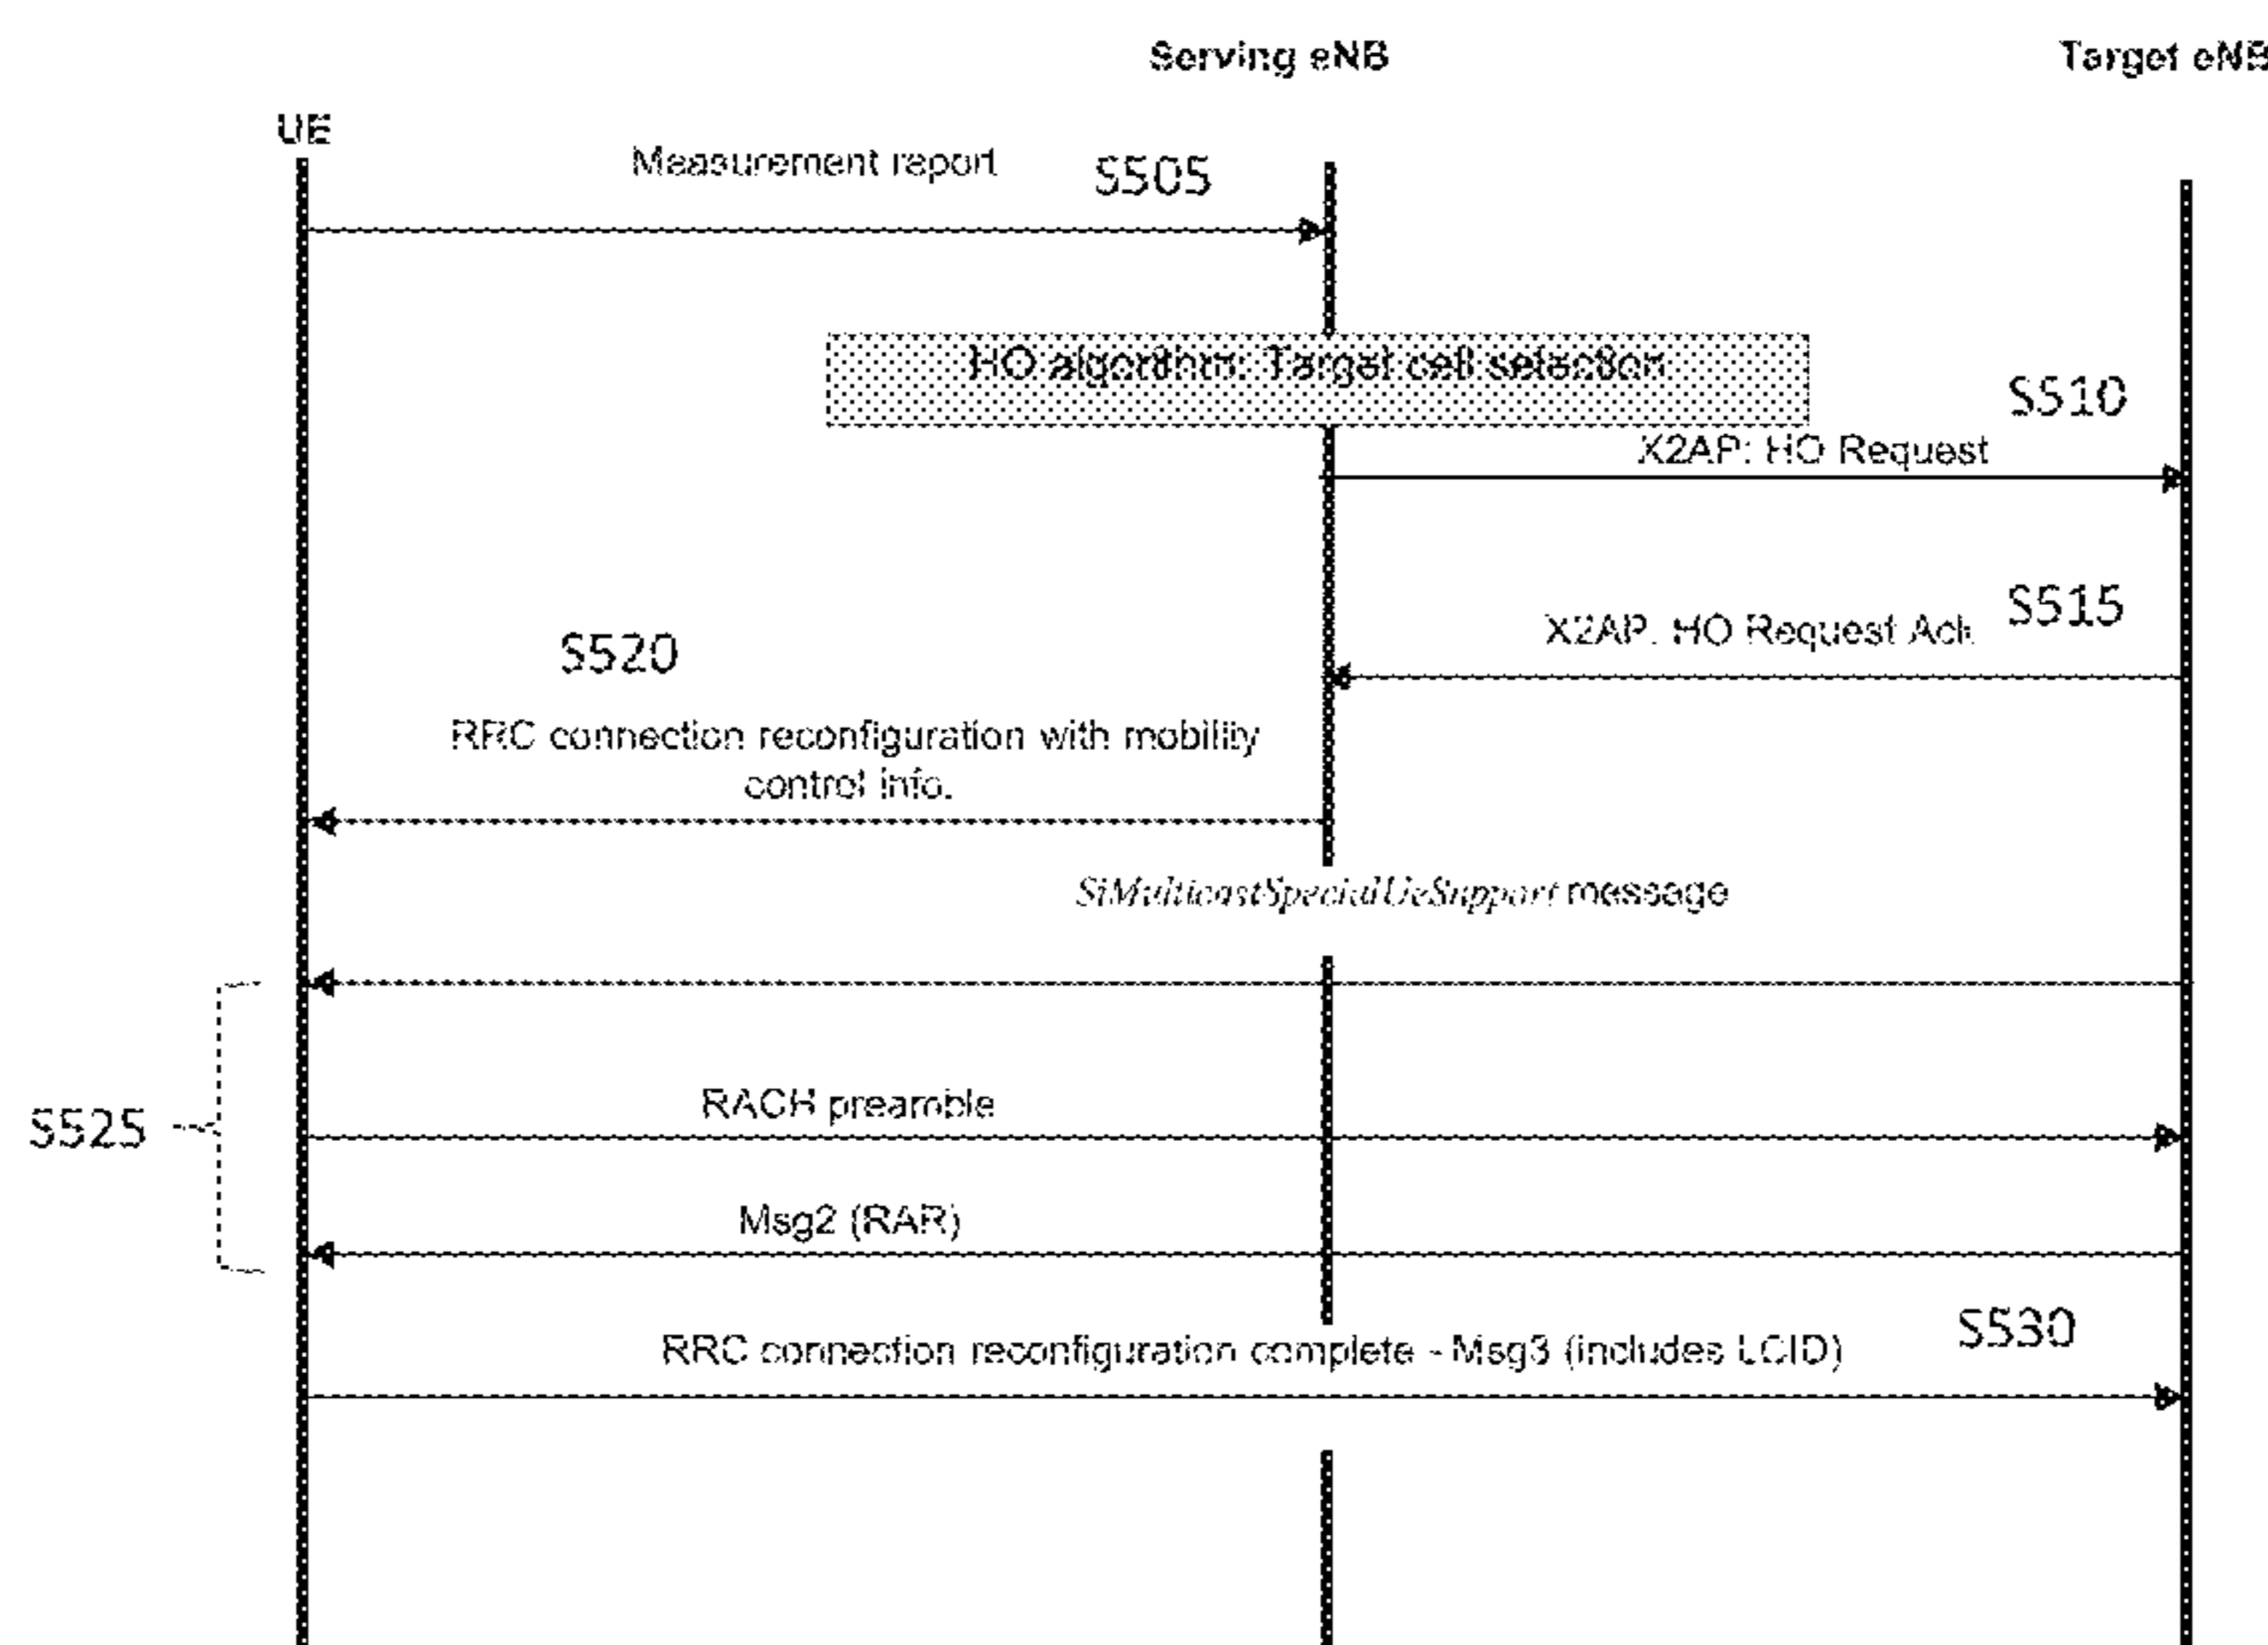 Serving eNB
Target eNB
UE
Measurement report
S505
HO algorithm: Target cell selection
S510
X2AP: HO Request
S515
X2AP: HO Request Ack
S520
RRC connection reconfiguration with mobility
control info.
SiMulticastSpecialUeSupport message
RACH preamble
S525
Msg2 (RAR)
S530
RRC connection reconfiguration complete - Msg3 (includes LCID)